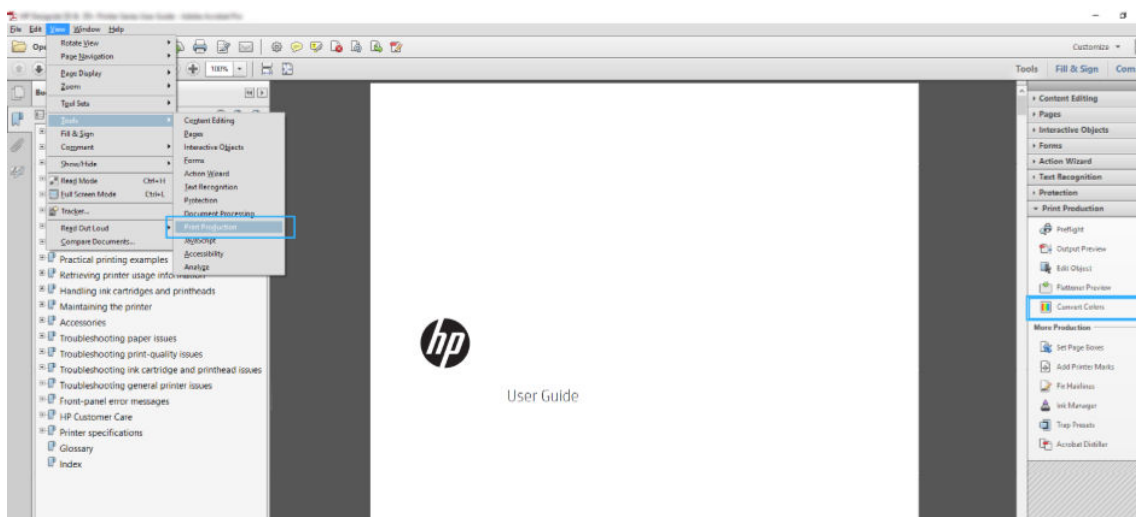 File Edit View Window Help
Customize
100%
Tools Fill & Sign Com
Rotate View
Page Navigation
Page Display
Zoom
Tool Sets
Tools
Fill & Sign
Comment
Show/Hide
Read Mode Ctrl+H
Full Screen Mode Ctrl+L
Tracker...
Read Out Loud
Compare Documents...
Content Editing
Pages
Interactive Objects
Forms
Action Wizard
Text Recognition
Protection
Document Processing
Print Production
JavaScript
Accessibility
Analyze
Practical printing examples
Retrieving printer usage information
Handling ink cartridges and printheads
Maintaining the printer
Accessories
Troubleshooting paper issues
Troubleshooting print-quality issues
Troubleshooting ink cartridge and printhead issues
Troubleshooting general printer issues
Front-panel error messages
HP Customer Care
Printer specifications
Glossary
Index
hp
User Guide
Content Editing
Pages
Interactive Objects
Forms
Action Wizard
Text Recognition
Protection
Print Production
Preflight
Output Preview
Edit Object
Flattener Preview
Convert Colors
More Production
Set Page Boxes
Add Printer Marks
Fix Hairlines
Ink Manager
Trap Presets
Acrobat Distiller